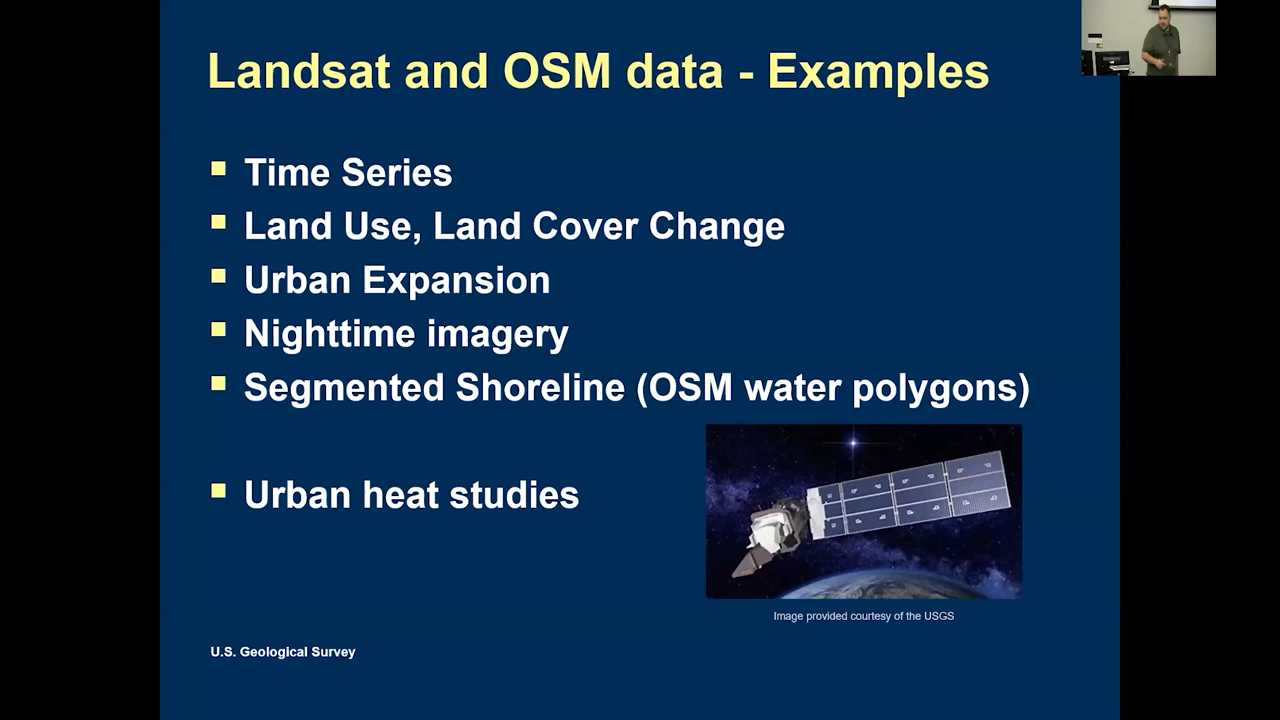 Landsat and OSM data - Examples
Time Series
Land Use, Land Cover Change
Urban Expansion
Nighttime imagery
Segmented Shoreline (OSM water polygons)
Urban heat studies
Image provided courtesy of the USGS
U.S. Geological Survey